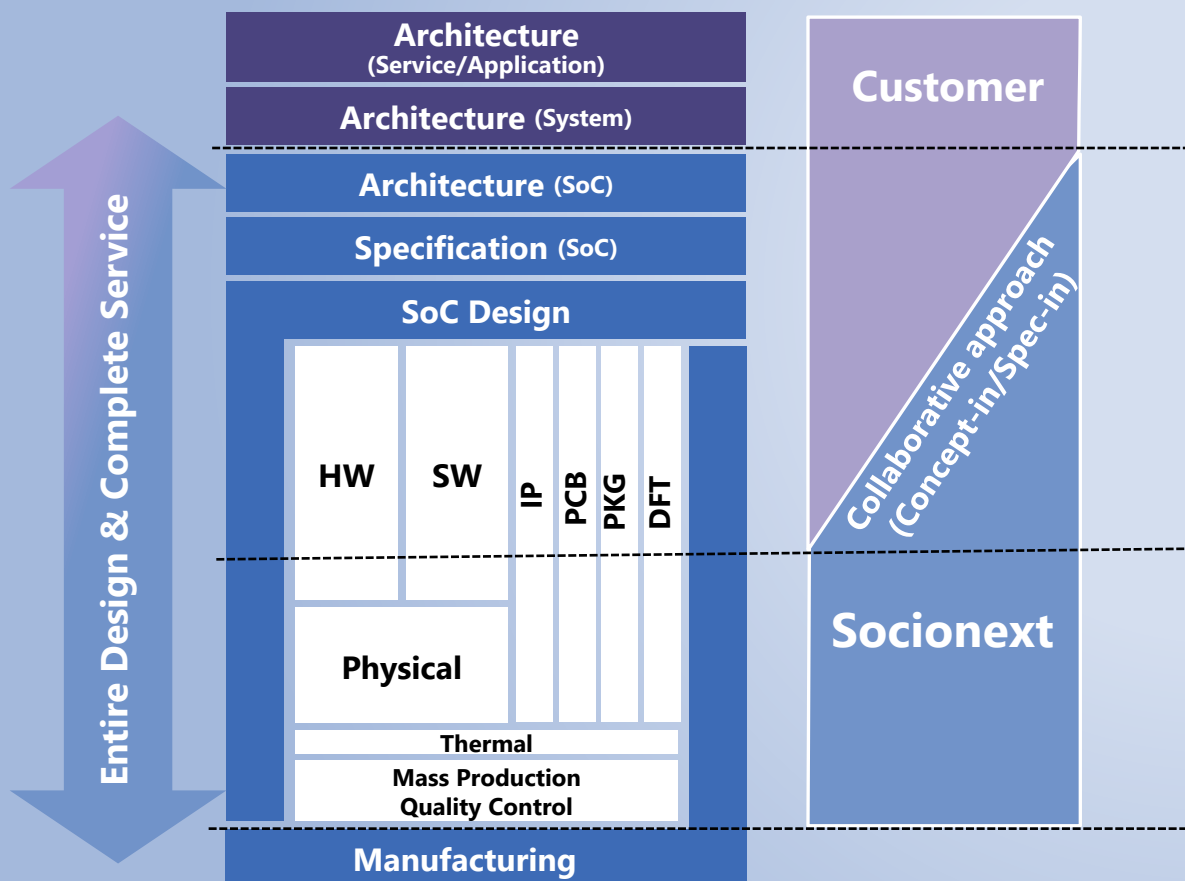 Architecture
(Service/Application)
Architecture (System)
Architecture (SoC)
Specification (SoC)
SoC Design
HW
SW
IP
PCB
PKG
DFT
Physical
Thermal
Mass Production
Quality Control
Manufacturing
Entire Design & Complete Service
Customer
Collaborative approach
(Concept-in/Spec-in)
Socionext